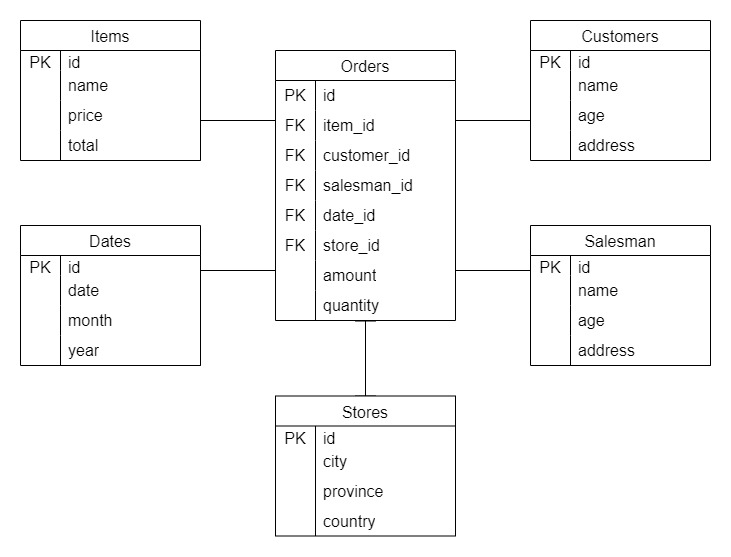 Items
PK id
name
price
total
Orders
PK id
FK item_id
FK customer_id
FK salesman_id
FK date_id
FK store_id
amount
quantity
Customers
PK id
name
age
address
Dates
PK id
date
month
year
Salesman
PK id
name
age
address
Stores
PK id
city
province
country